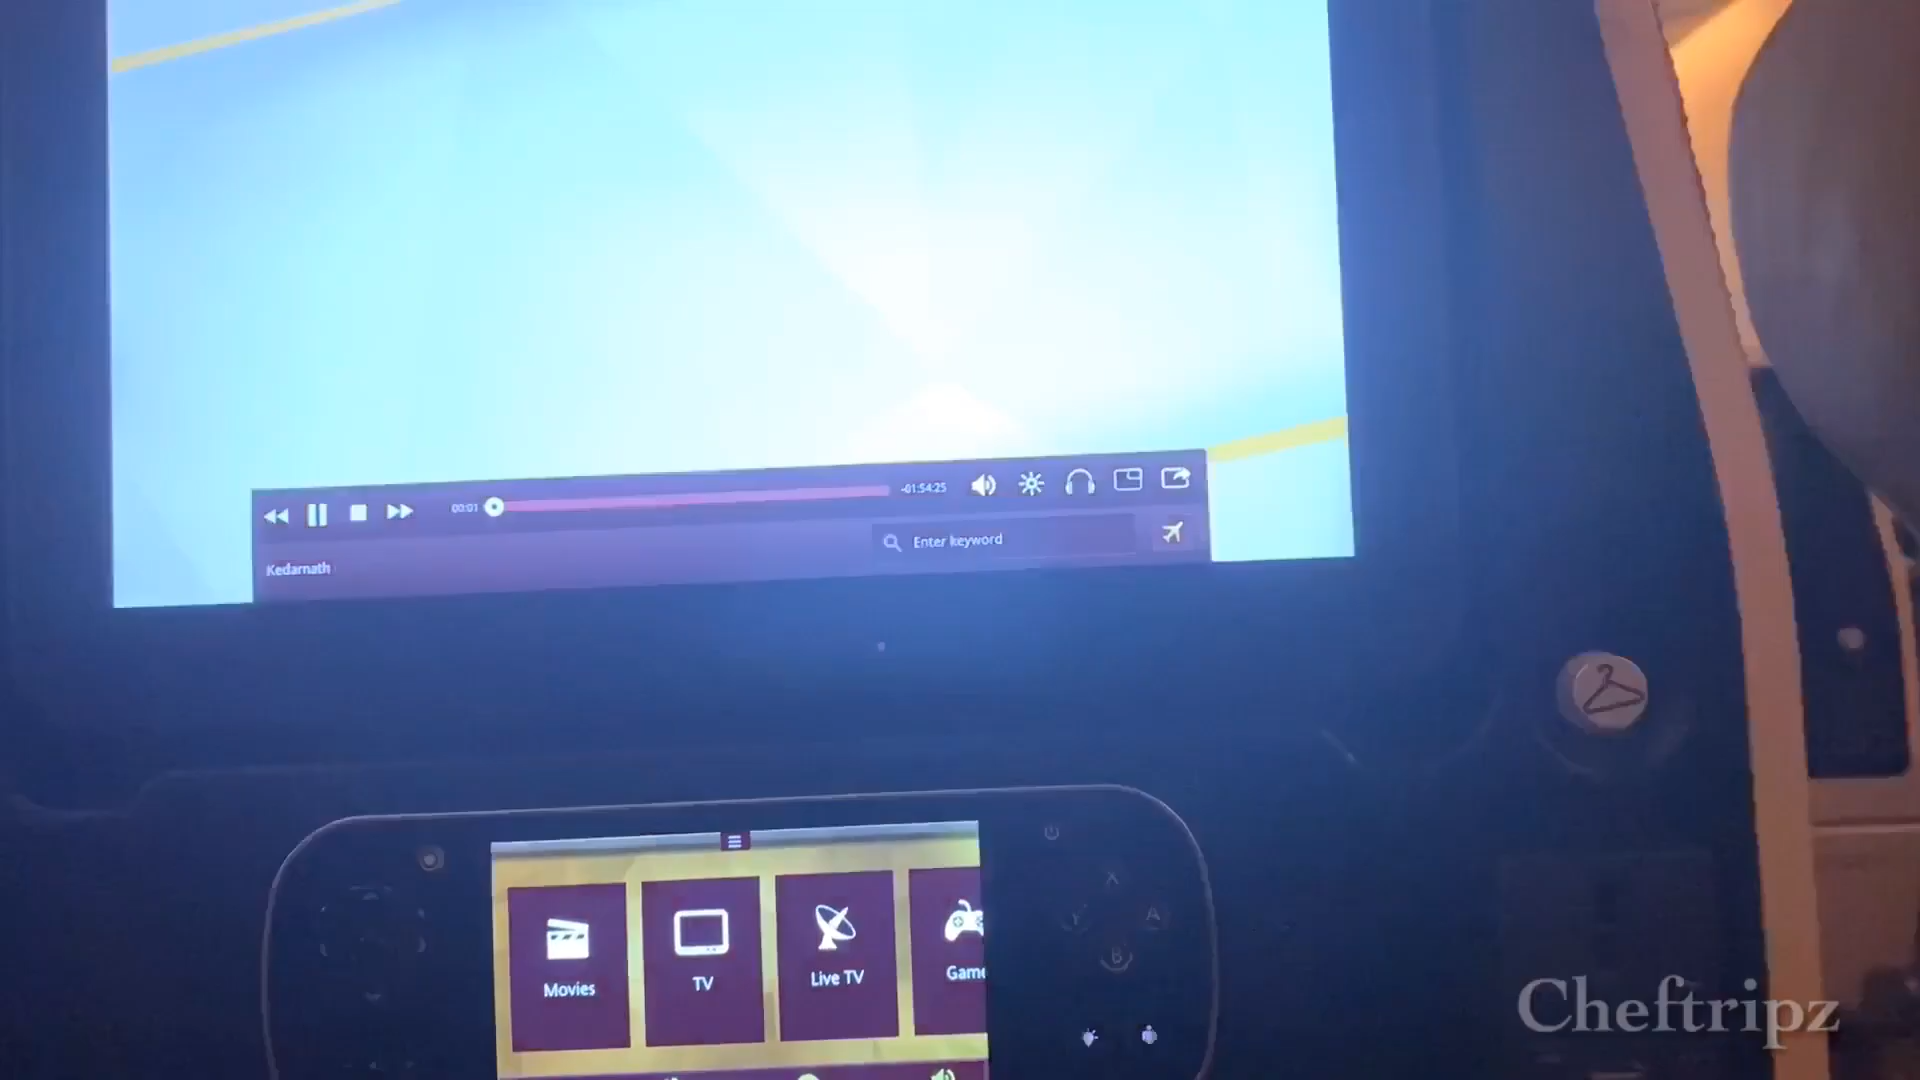 00:01
-01:54:25
Enter keyword
Kedarnath
Movies
TV
Live TV
Game
X
Y
A
B
Cheftripz